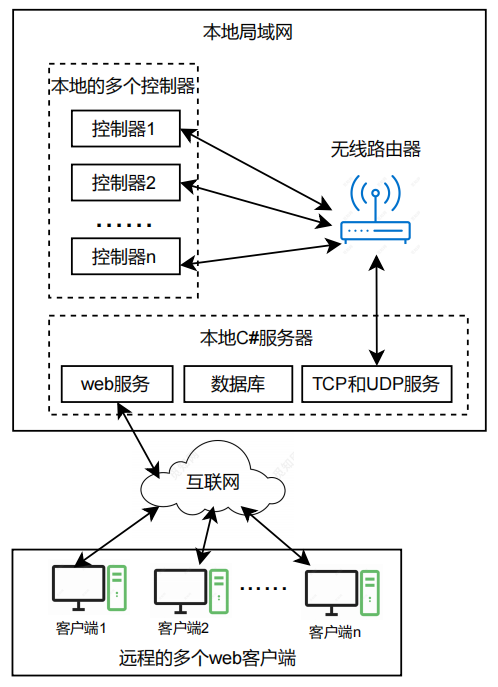 本地局域网
本地的多个控制器
控制器1
无线路由器
控制器2
......
控制器n
本地C#服务器
web服务
数据库
TCP和UDP服务
互联网
......
客户端1
客户端2
客户端n
远程的多个web客户端